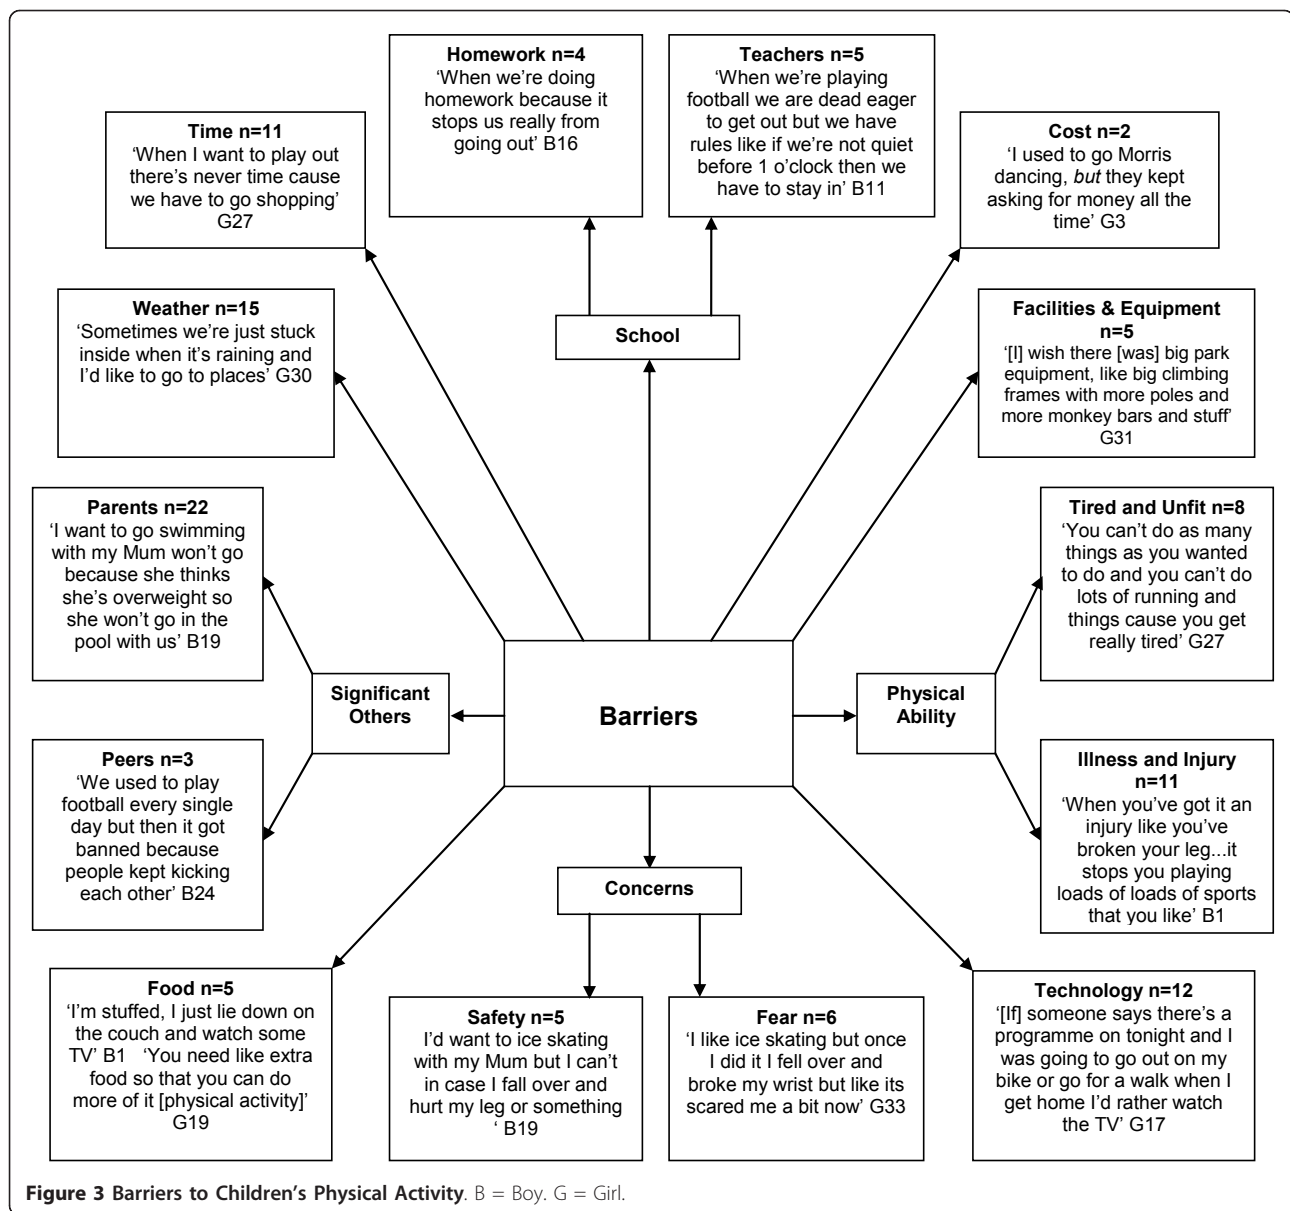 Homework n=4
‘When we’re doing
homework because it
stops us really from
going out’ B16
Teachers n=5
‘When we’re playing
football we are dead eager
to get out but we have
rules like if we’re not quiet
before 1 o’clock then we
have to stay in’ B11
Time n=11
‘When I want to play out
there’s never time cause
we have to go shopping’
G27
Cost n=2
‘I used to go Morris
dancing, but they kept
asking for money all the
time’ G3
Weather n=15
‘Sometimes we’re just stuck
inside when it’s raining and
I’d like to go to places’ G30
School
Facilities & Equipment
n=5
‘[I] wish there [was] big park
equipment, like big climbing
frames with more poles and
more monkey bars and stuff’
G31
Parents n=22
‘I want to go swimming
with my Mum won’t go
because she thinks
she’s overweight so
she won’t go in the
pool with us’ B19
Tired and Unfit n=8
‘You can’t do as many
things as you wanted
to do and you can’t do
lots of running and
things cause you get
really tired’ G27
Significant
Others
Barriers
Physical
Ability
Peers n=3
‘We used to play
football every single
day but then it got
banned because
people kept kicking
each other’ B24
Illness and Injury
n=11
‘When you’ve got it an
injury like you’ve
broken your leg...it
stops you playing
loads of loads of sports
that you like’ B1
Concerns
Food n=5
‘I’m stuffed, I just lie down on
the couch and watch some
TV’ B1 ‘You need like extra
food so that you can do
more of it [physical activity]’
G19
Safety n=5
I’d want to ice skating
with my Mum but I can’t
in case I fall over and
hurt my leg or something
‘ B19
Fear n=6
‘I like ice skating but once
I did it I fell over and
broke my wrist but like its
scared me a bit now’ G33
Technology n=12
‘[If] someone says there’s a
programme on tonight and I
was going to go out on my
bike or go for a walk when I
get home I’d rather watch
the TV’ G17
Figure 3 Barriers to Children’s Physical Activity. B = Boy. G = Girl.